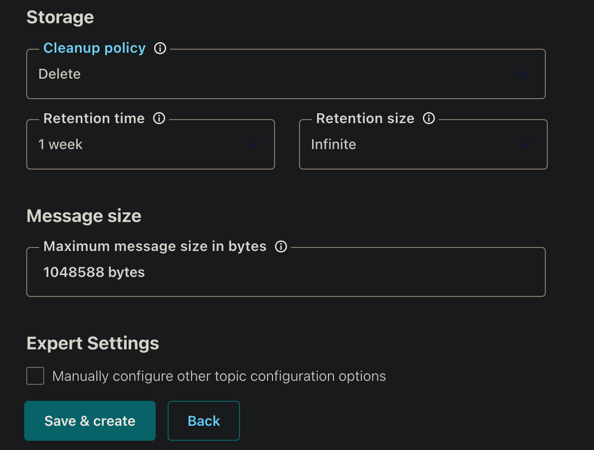 Storage
Cleanup policy
Delete
Retention time Retention size
1 week Infinite
Message size
Maximum message size in bytes
1048588 bytes
Expert Settings
Manually configure other topic configuration options
Save & create Back